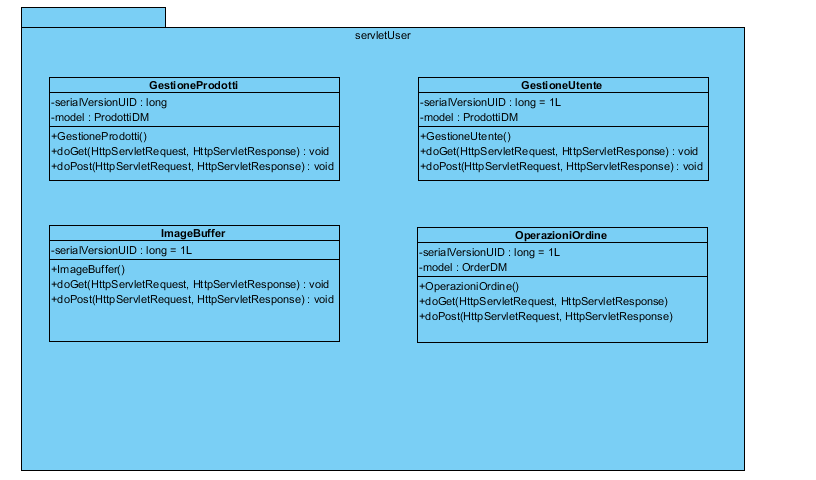 servletUser
GestioneProdotti
-serialVersionUID : long
-model : ProdottiDM
+GestioneProdotti()
+doGet(HttpServletRequest, HttpServletResponse) : void
+doPost(HttpServletRequest, HttpServletResponse) : void
GestioneUtente
-serialVersionUID : long = 1L
-model : ProdottiDM
+GestioneUtente()
+doGet(HttpServletRequest, HttpServletResponse) : void
+doPost(HttpServletRequest, HttpServletResponse) : void
ImageBuffer
-serialVersionUID : long = 1L
+ImageBuffer()
+doGet(HttpServletRequest, HttpServletResponse) : void
+doPost(HttpServletRequest, HttpServletResponse) : void
OperazioniOrdine
-serialVersionUID : long = 1L
-model : OrderDM
+OperazioniOrdine()
+doGet(HttpServletRequest, HttpServletResponse)
+doPost(HttpServletRequest, HttpServletResponse)